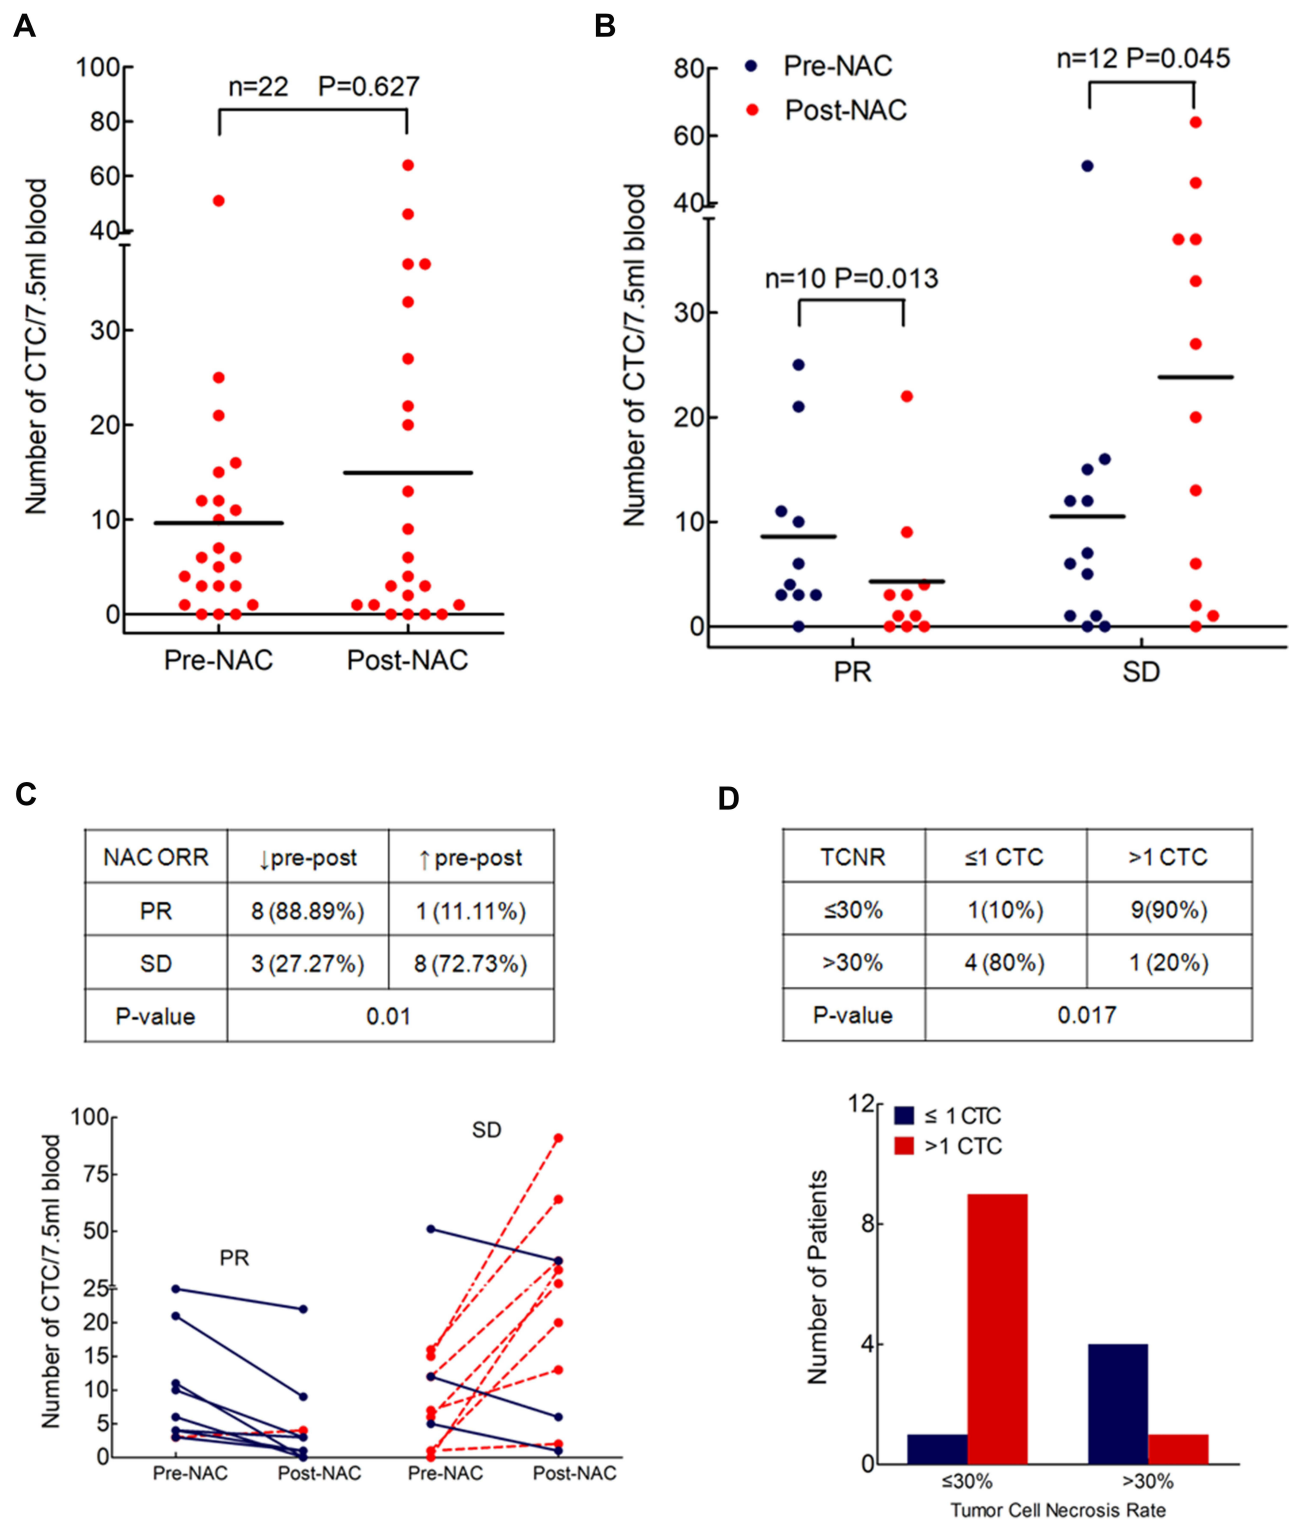 A
n=22 P=0.627
Number of CTC/7.5ml blood
100
80
60
40
30
20
10
0
Pre-NAC Post-NAC
B
Pre-NAC
Post-NAC
n=12 P=0.045
n=10 P=0.013
Number of CTC/7.5ml blood
80
60
40
30
20
10
0
PR SD
C
NAC ORR ↓pre-post ↑pre-post
PR 8 (88.89%) 1 (11.11%)
SD 3 (27.27%) 8 (72.73%)
P-value 0.01
Number of CTC/7.5ml blood
100
75
50
25
20
15
10
5
0
PR
SD
Pre-NAC Post-NAC Pre-NAC Post-NAC
D
TCNR ≤1 CTC >1 CTC
≤30% 1(10%) 9(90%)
>30% 4 (80%) 1 (20%)
P-value 0.017
≤ 1 CTC
>1 CTC
Number of Patients
12
8
4
0
≤30% >30%
Tumor Cell Necrosis Rate